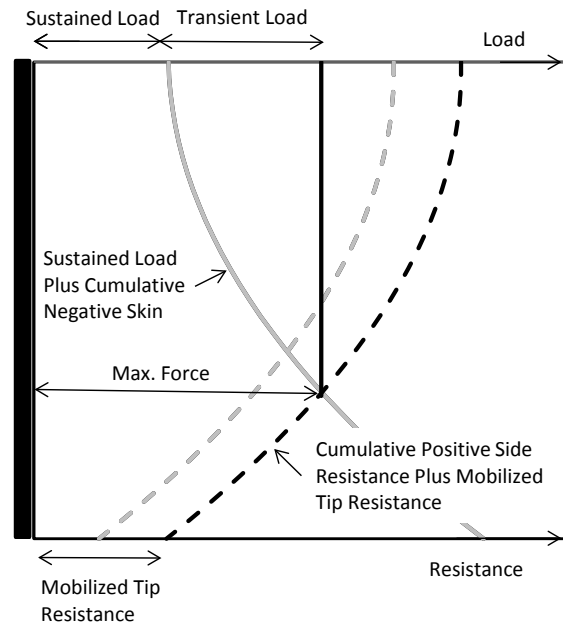 Sustained Load
Transient Load
Load
Sustained Load
Plus Cumulative
Negative Skin
Max. Force
Cumulative Positive Side
Resistance Plus Mobilized
Tip Resistance
Mobilized Tip
Resistance
Resistance